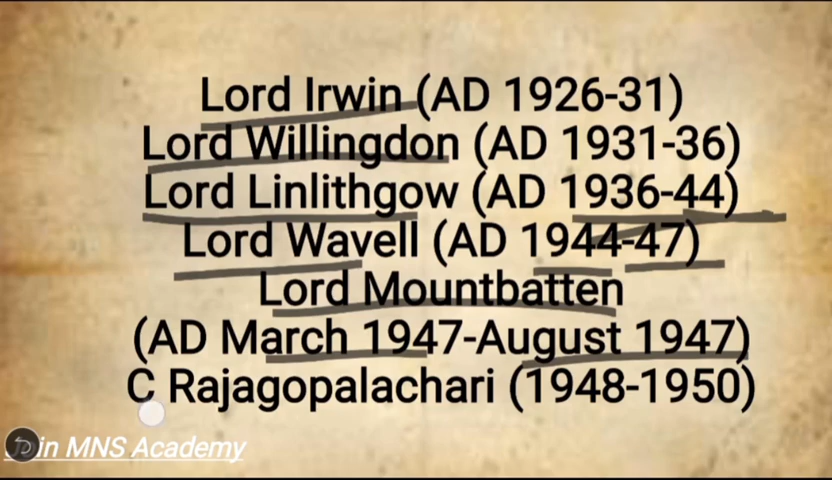 Lord Irwin (AD 1926-31)
Lord Willingdon (AD 1931-36)
Lord Linlithgow (AD 1936-44)
Lord Wavell (AD 1944-47)
Lord Mountbatten
(AD March 1947-August 1947)
C Rajagopalachari (1948-1950)
in MNS Academy